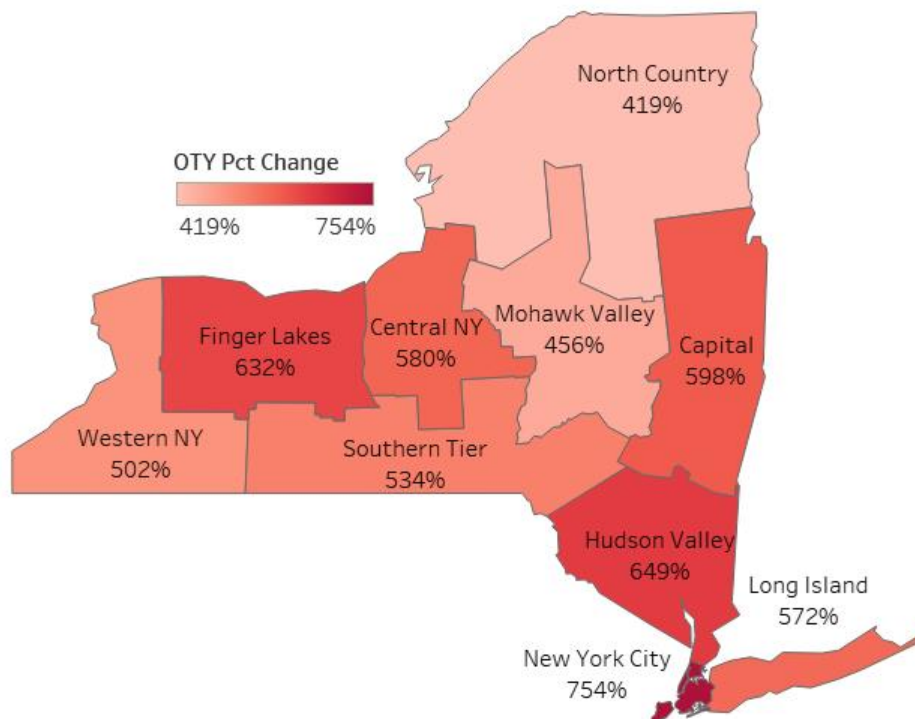 North Country
419%
OTY Pct Change
419%
754%
Finger Lakes
632%
Central NY
580%
Mohawk Valley
456%
Capital
598%
Western NY
502%
Southern Tier
534%
Hudson Valley
649%
Long Island
572%
New York City
754%